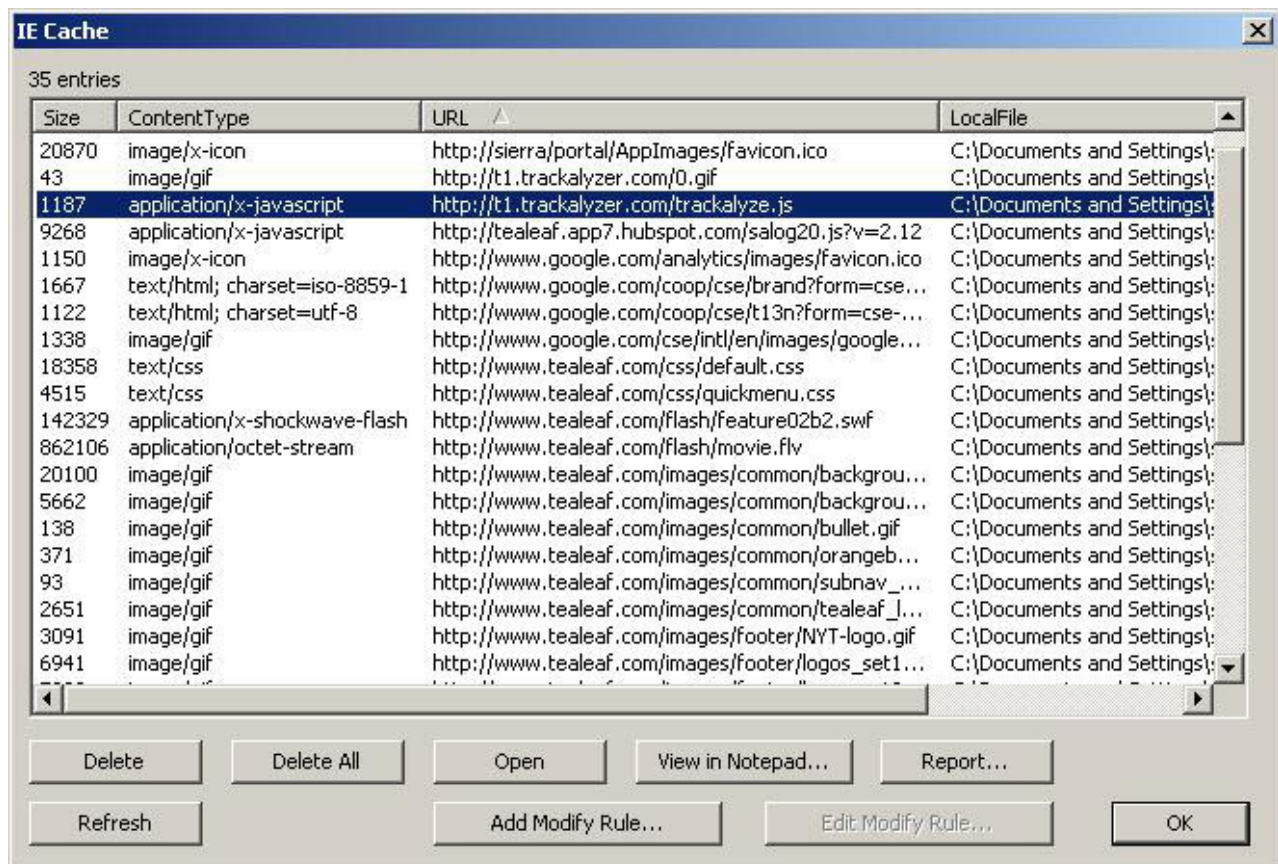 IE Cache
35 entries
Size ContentType URL LocalFile
20870 image/x-icon http://sierra/portal/AppImages/favicon.ico C:\Documents and Settings\
43 image/gif http://t1.trackalyzer.com/0.gif C:\Documents and Settings\
1187 application/x-javascript http://t1.trackalyzer.com/trackalyze.js C:\Documents and Settings\
9268 application/x-javascript http://tealeaf.app7.hubspot.com/salog20.js?v=2.12 C:\Documents and Settings\
1150 image/x-icon http://www.google.com/analytics/images/favicon.ico C:\Documents and Settings\
1667 text/html; charset=iso-8859-1 http://www.google.com/coop/cse/brand?form=cse... C:\Documents and Settings\
1122 text/html; charset=utf-8 http://www.google.com/coop/cse/t13n?form=cse-... C:\Documents and Settings\
1338 image/gif http://www.google.com/cse/intl/en/images/google... C:\Documents and Settings\
18358 text/css http://www.tealeaf.com/css/default.css C:\Documents and Settings\
4515 text/css http://www.tealeaf.com/css/quickmenu.css C:\Documents and Settings\
142329 application/x-shockwave-flash http://www.tealeaf.com/flash/feature02b2.swf C:\Documents and Settings\
862106 application/octet-stream http://www.tealeaf.com/flash/movie.flv C:\Documents and Settings\
20100 image/gif http://www.tealeaf.com/images/common/backgrou... C:\Documents and Settings\
5662 image/gif http://www.tealeaf.com/images/common/backgrou... C:\Documents and Settings\
138 image/gif http://www.tealeaf.com/images/common/bullet.gif C:\Documents and Settings\
371 image/gif http://www.tealeaf.com/images/common/orangeb... C:\Documents and Settings\
93 image/gif http://www.tealeaf.com/images/common/subnav_... C:\Documents and Settings\
2651 image/gif http://www.tealeaf.com/images/common/tealeaf_l... C:\Documents and Settings\
3091 image/gif http://www.tealeaf.com/images/footer/NYT-logo.gif C:\Documents and Settings\
6941 image/gif http://www.tealeaf.com/images/footer/logos_set1... C:\Documents and Settings\
Delete Delete All Open View in Notepad... Report...
Refresh Add Modify Rule... Edit Modify Rule... OK